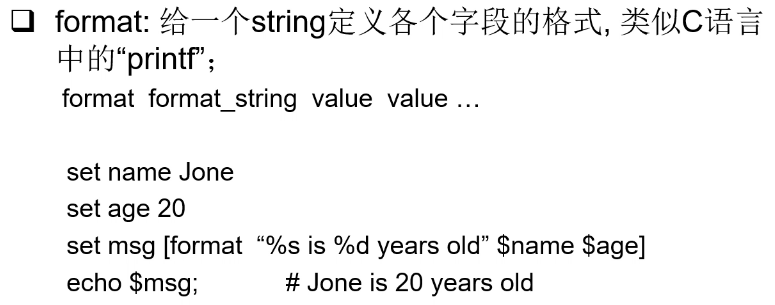 ❑ format: 给一个string定义各个字段的格式, 类似C语言
中的“printf”；
format format_string value value …
set name Jone
set age 20
set msg [format “%s is %d years old” $name $age]
echo $msg; # Jone is 20 years old